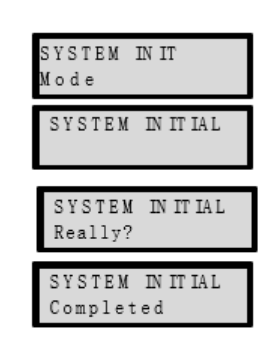 SYSTEM INIT
Mode
SYSTEM INITIAL
SYSTEM INITIAL
Really?
SYSTEM INITIAL
Completed